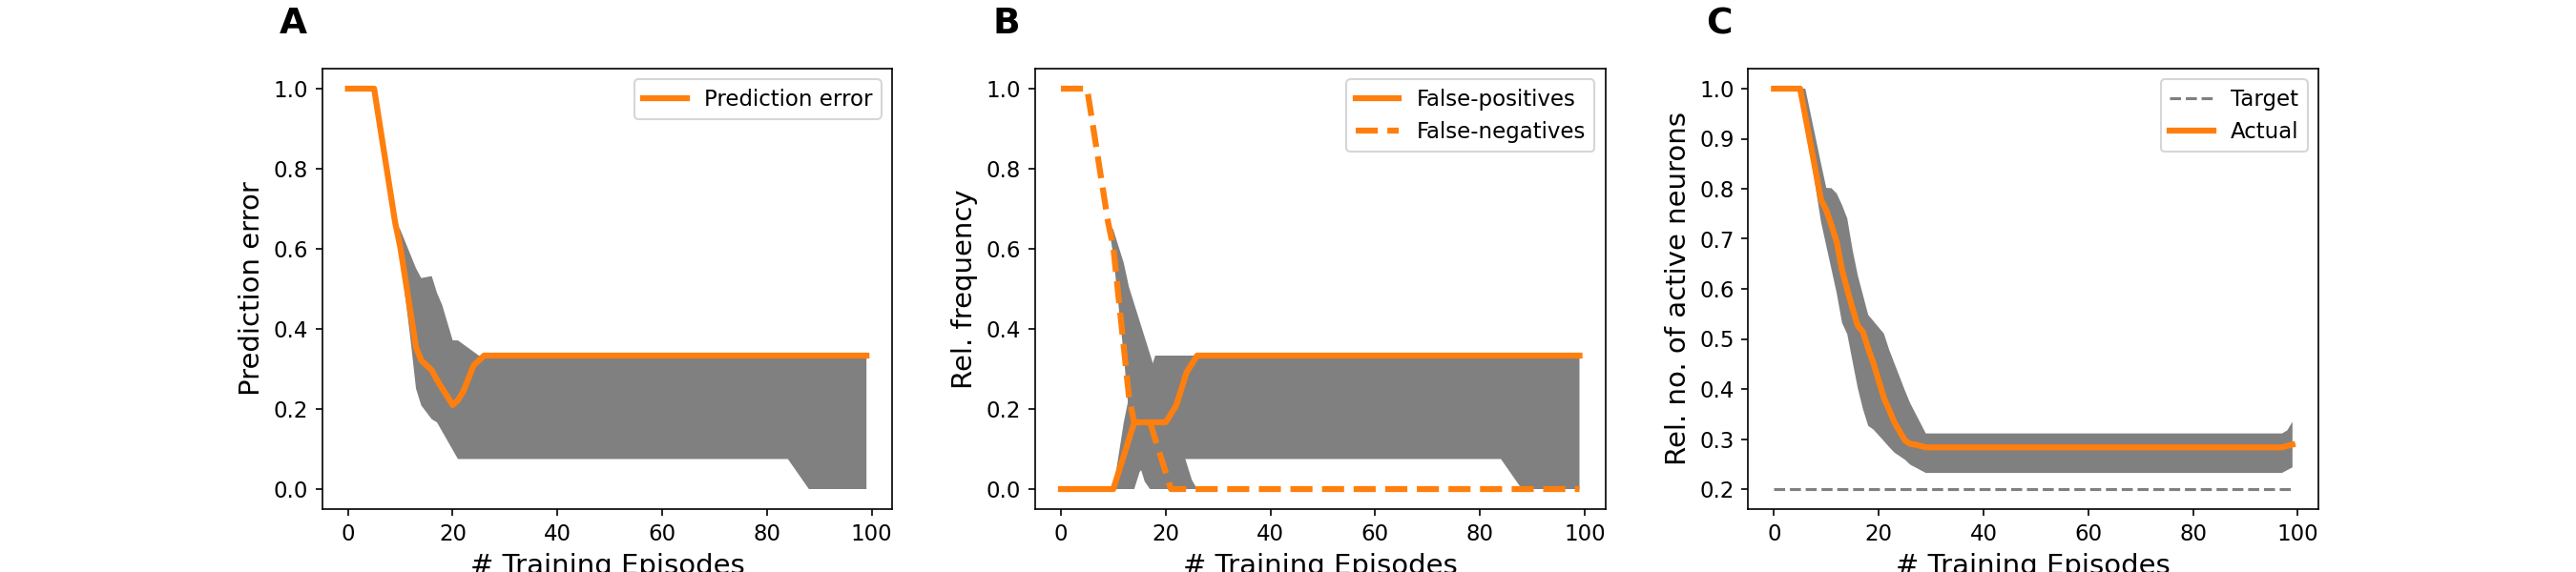 A
B
C
Prediction error
1.0
0.8
0.6
0.4
0.2
0.0
Prediction error
0
20
40
60
80
100
# Training Episodes
Rel. frequency
1.0
0.8
0.6
0.4
0.2
0.0
False-positives
False-negatives
0
20
40
60
80
100
# Training Episodes
Rel. no. of active neurons
1.0
0.9
0.8
0.7
0.6
0.5
0.4
0.3
0.2
Target
Actual
0
20
40
60
80
100
# Training Episodes